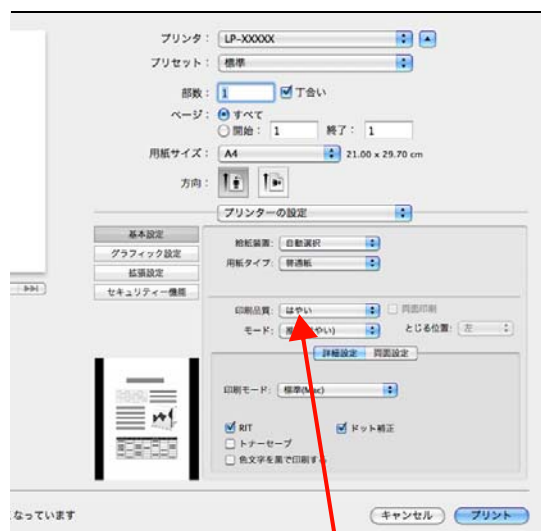 プリンタ： LP-XXXXX
プリセット： 標準
部数： 1 丁合い
ページ： すべて
開始： 1 終了： 1
用紙サイズ： A4 21.00 x 29.70 cm
方向：
プリンターの設定
基本設定
グラフィック設定
拡張設定
セキュリティー機能
給紙装置： 自動選択
用紙タイプ： 普通紙
印刷品質： はやい 両面印刷
モード： とじる位置： 左
詳細設定 両面設定
印刷モード： 標準(Mac)
RIT ドット補正
トナーセーブ
色文字を黒で印刷する
なっています
キャンセル プリント